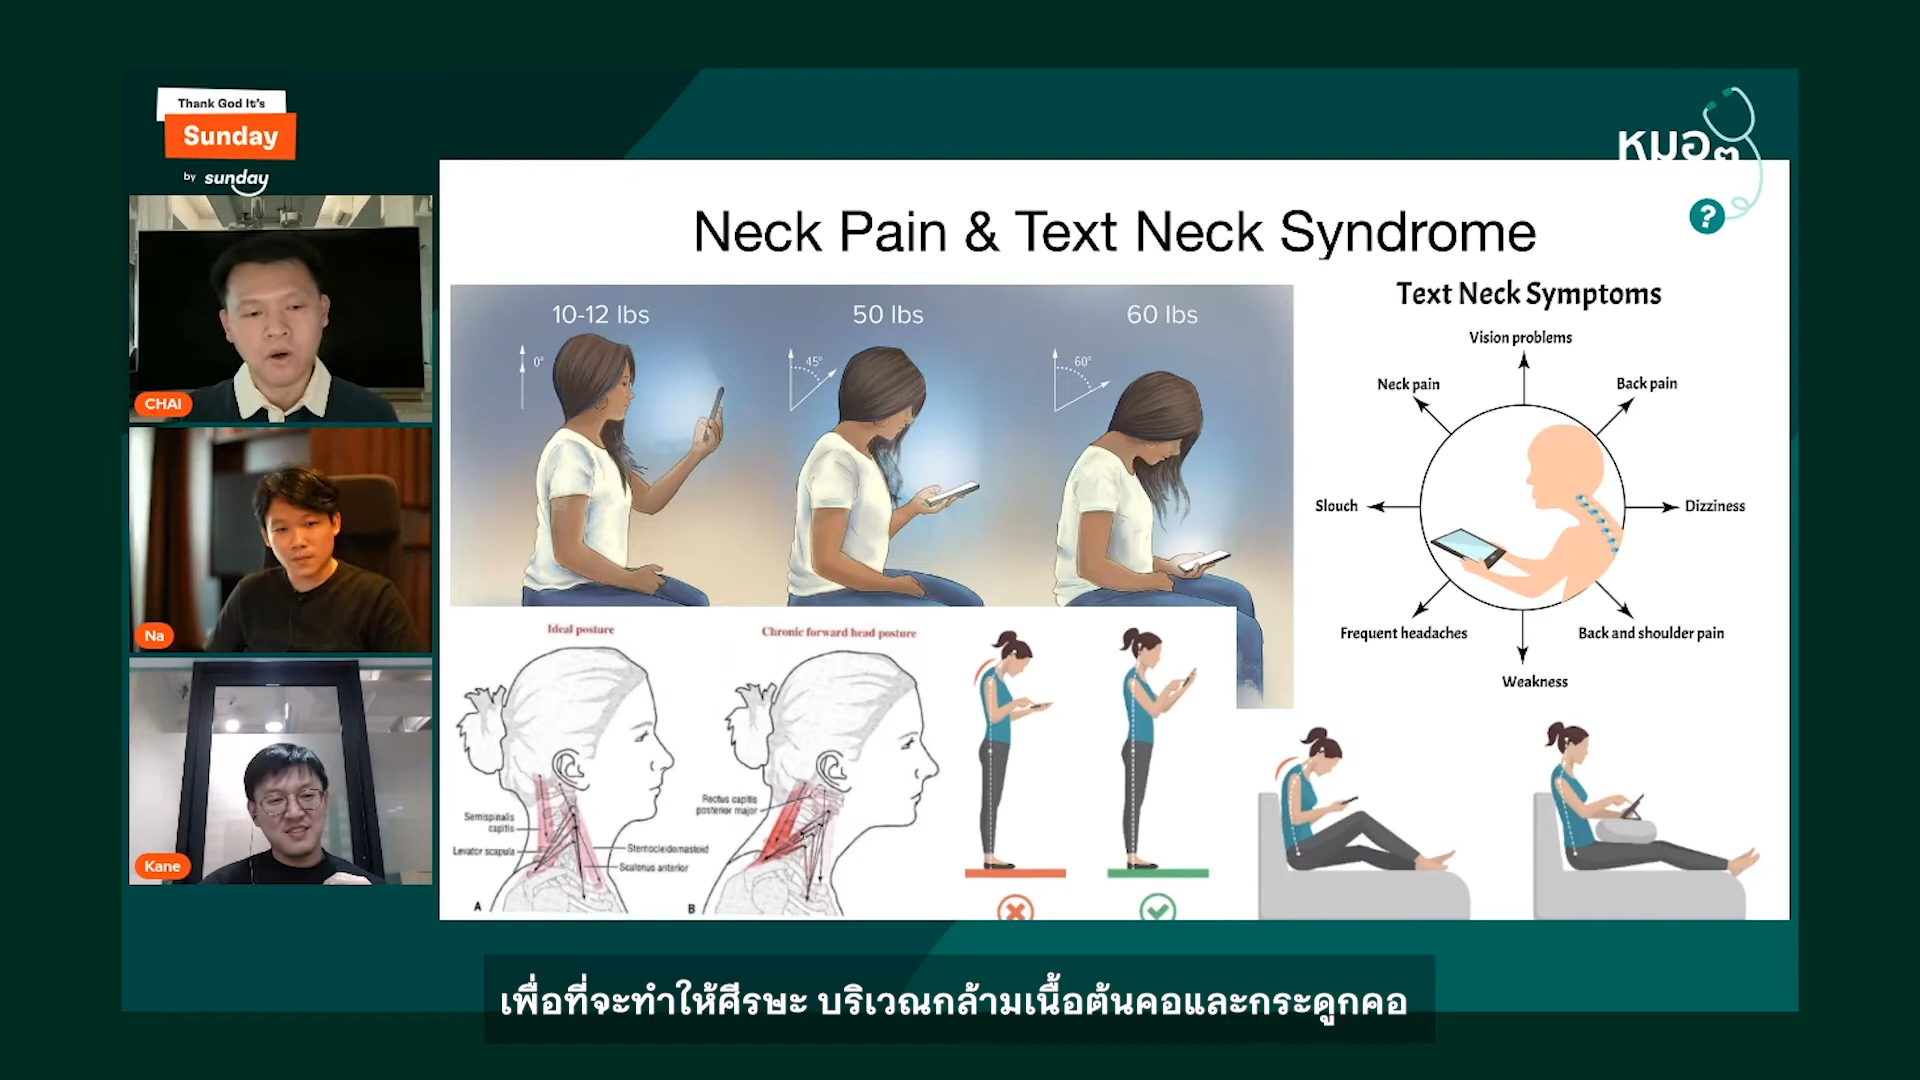 Thank God It's
Sunday
by sunday
หมอๆ
?
CHAI
Na
Kane
Neck Pain & Text Neck Syndrome
10-12 lbs
50 lbs
60 lbs
0°
45°
60°
Text Neck Symptoms
Vision problems
Neck pain
Back pain
Slouch
Dizziness
Frequent headaches
Back and shoulder pain
Weakness
Ideal posture
Chronic forward head posture
Semispinalis
capitis
Levator scapula
Sternocleidomastoid
Scalenus anterior
A
Rectus capitis
posterior major
B
เพื่อที่จะทำให้ศีรษะ บริเวณกล้ามเนื้อต้นคอและกระดูกคอ